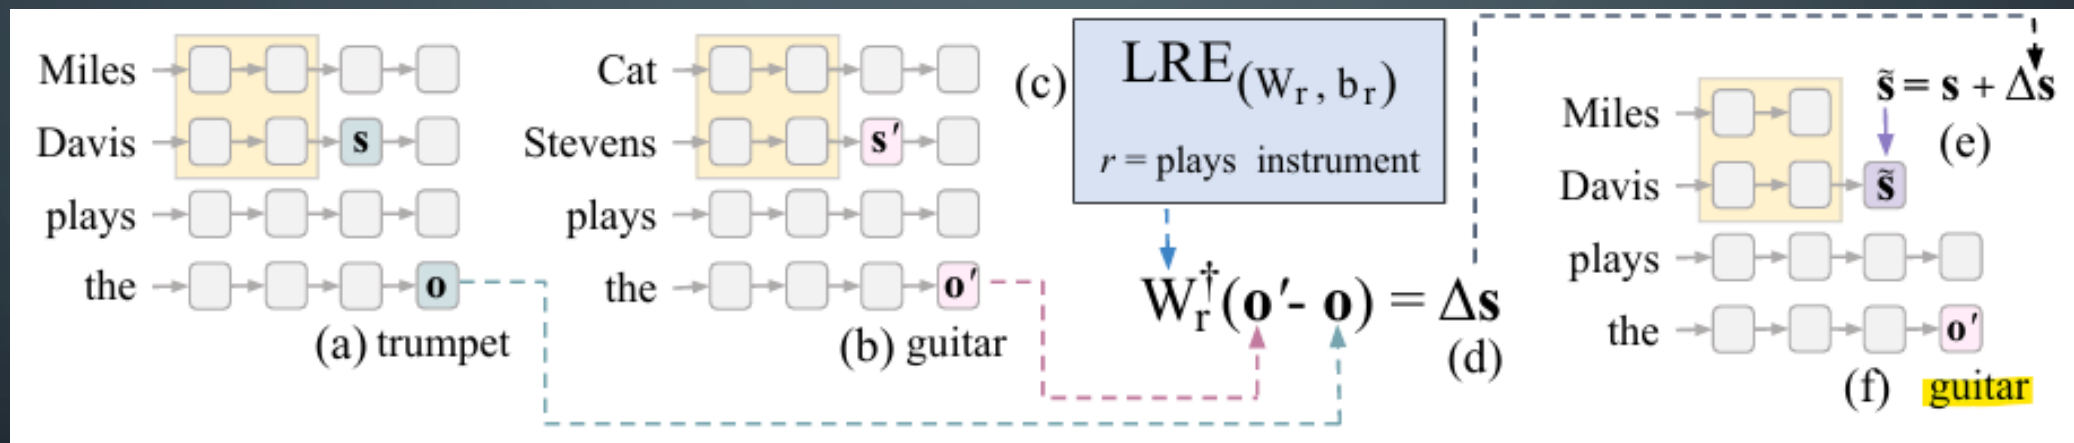 Miles
Davis s
plays
the o
(a) trumpet
Cat
Stevens s′
plays
the o′
(b) guitar
(c)
LRE(Wr , br)
r = plays instrument
Wr†(o′- o) = Δs
(d)
s̃ = s + Δs
(e)
Miles
Davis s̃
plays
the o′
(f) guitar